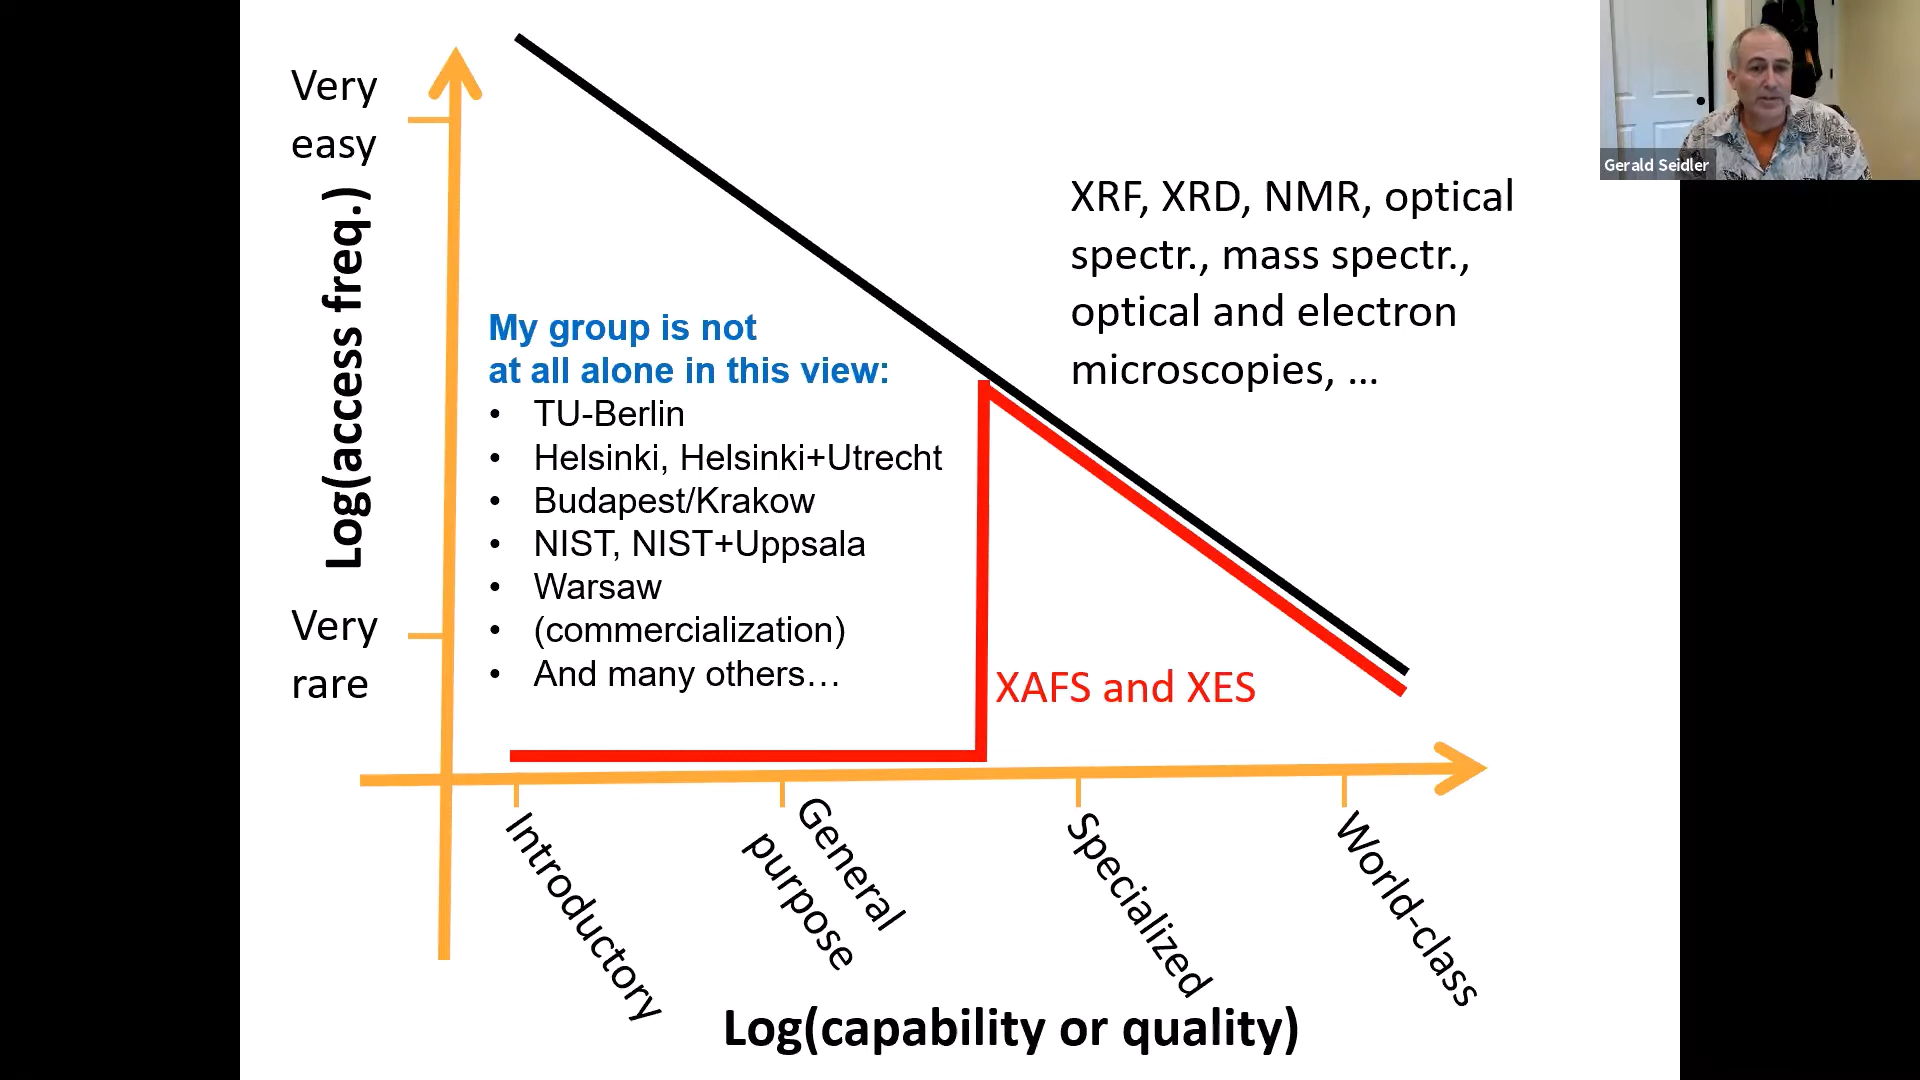 Very
easy
Log(access freq.)
Very
rare
My group is not
at all alone in this view:
• TU-Berlin
• Helsinki, Helsinki+Utrecht
• Budapest/Krakow
• NIST, NIST+Uppsala
• Warsaw
• (commercialization)
• And many others…
XRF, XRD, NMR, optical
spectr., mass spectr.,
optical and electron
microscopies, …
XAFS and XES
Introductory
General
purpose
Specialized
World-class
Log(capability or quality)
Gerald Seidler